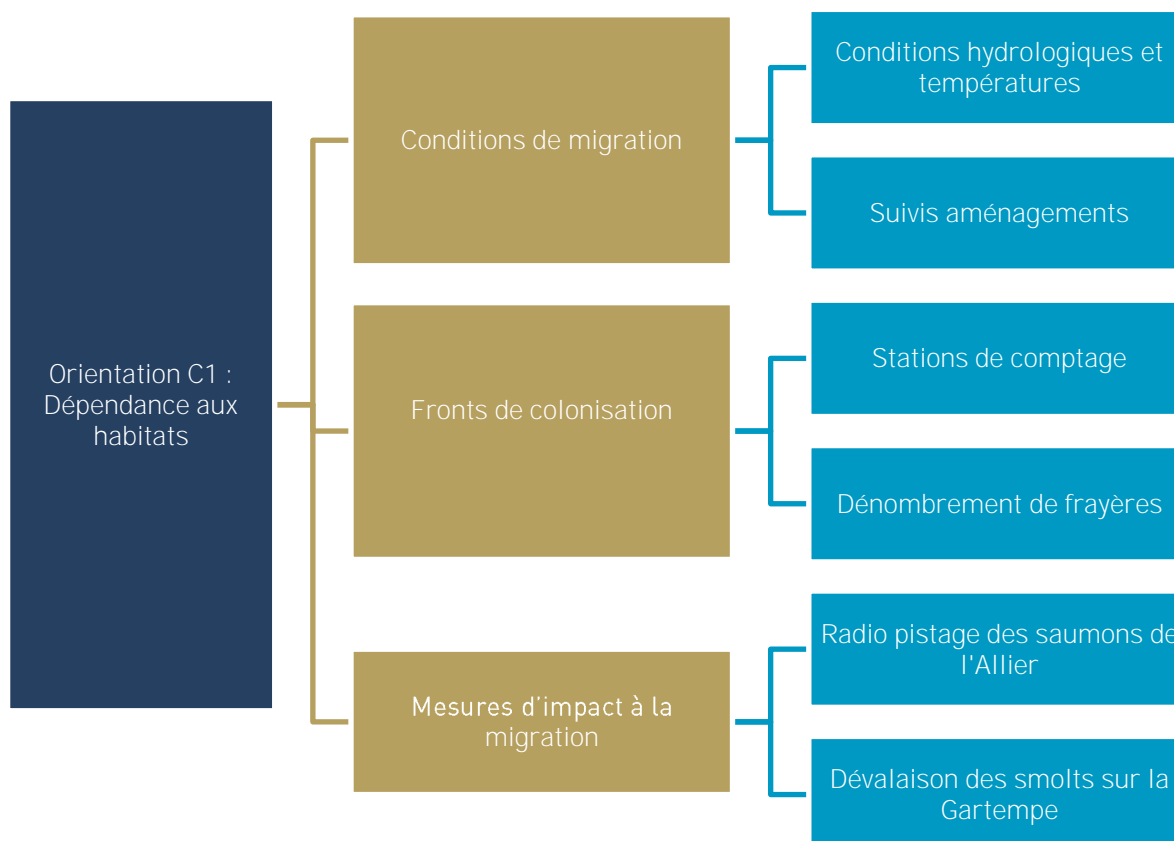 Orientation C1 :
Dépendance aux
habitats
Conditions de migration
Conditions hydrologiques et
températures
Suivis aménagements
Fronts de colonisation
Stations de comptage
Dénombrement de frayères
Mesures d'impact à la
migration
Radio pistage des saumons de
l'Allier
Dévalaison des smolts sur la
Gartempe